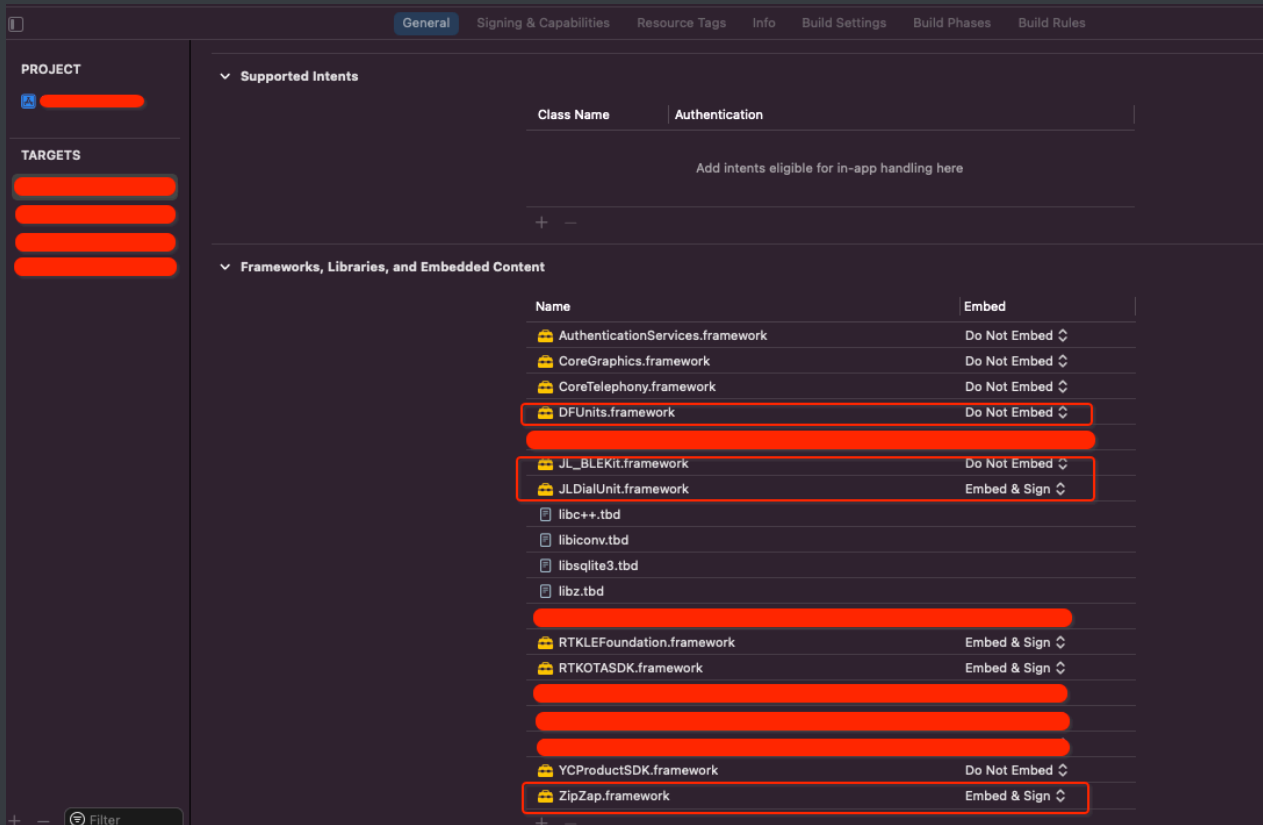 General Signing & Capabilities Resource Tags Info Build Settings Build Phases Build Rules
PROJECT
TARGETS
Filter
Supported Intents
Class Name Authentication
Add intents eligible for in-app handling here
Frameworks, Libraries, and Embedded Content
Name Embed
AuthenticationServices.framework Do Not Embed
CoreGraphics.framework Do Not Embed
CoreTelephony.framework Do Not Embed
DFUnits.framework Do Not Embed
JL_BLEKit.framework Do Not Embed
JLDialUnit.framework Embed & Sign
libc++.tbd
libiconv.tbd
libsqlite3.tbd
libz.tbd
RTKLEFoundation.framework Embed & Sign
RTKOTASDK.framework Embed & Sign
YCProductSDK.framework Do Not Embed
ZipZap.framework Embed & Sign